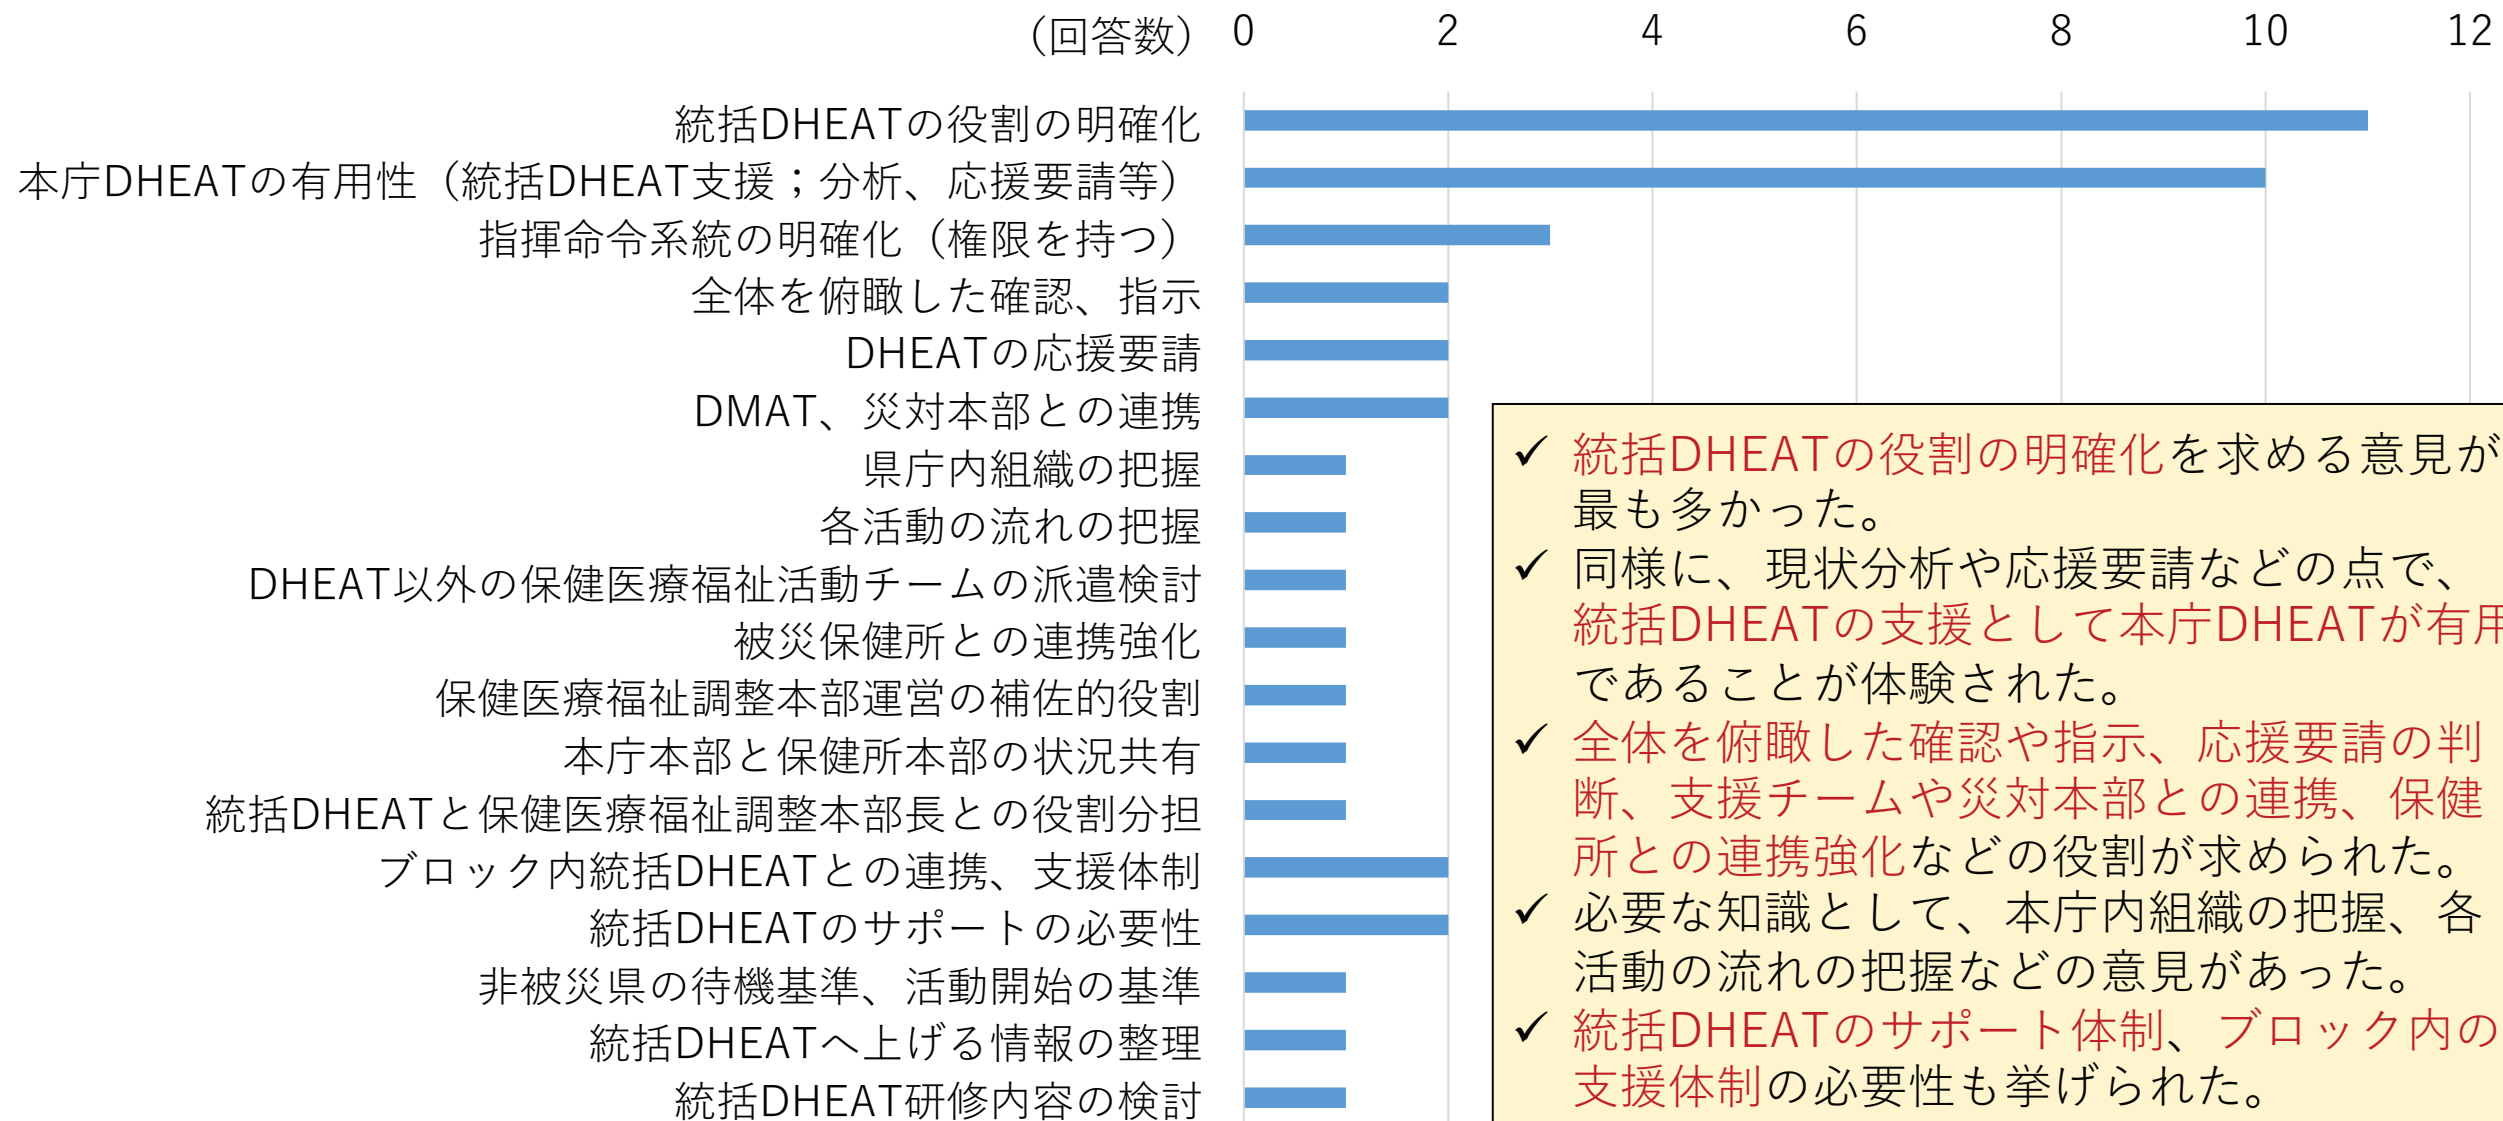 （回答数） 0 2 4 6 8 10 12
統括DHEATの役割の明確化
本庁DHEATの有用性（統括DHEAT支援；分析、応援要請等）
指揮命令系統の明確化（権限を持つ）
全体を俯瞰した確認、指示
DHEATの応援要請
DMAT、災対本部との連携
県庁内組織の把握
各活動の流れの把握
DHEAT以外の保健医療福祉活動チームの派遣検討
被災保健所との連携強化
保健医療福祉調整本部運営の補佐的役割
本庁本部と保健所本部の状況共有
統括DHEATと保健医療福祉調整本部長との役割分担
ブロック内統括DHEATとの連携、支援体制
統括DHEATのサポートの必要性
非被災県の待機基準、活動開始の基準
統括DHEATへ上げる情報の整理
統括DHEAT研修内容の検討
✓ 統括DHEATの役割の明確化を求める意見が
最も多かった。
✓ 同様に、現状分析や応援要請などの点で、
統括DHEATの支援として本庁DHEATが有用
であることが体験された。
✓ 全体を俯瞰した確認や指示、応援要請の判
断、支援チームや災対本部との連携、保健
所との連携強化などの役割が求められた。
✓ 必要な知識として、本庁内組織の把握、各
活動の流れの把握などの意見があった。
✓ 統括DHEATのサポート体制、ブロック内の
支援体制の必要性も挙げられた。